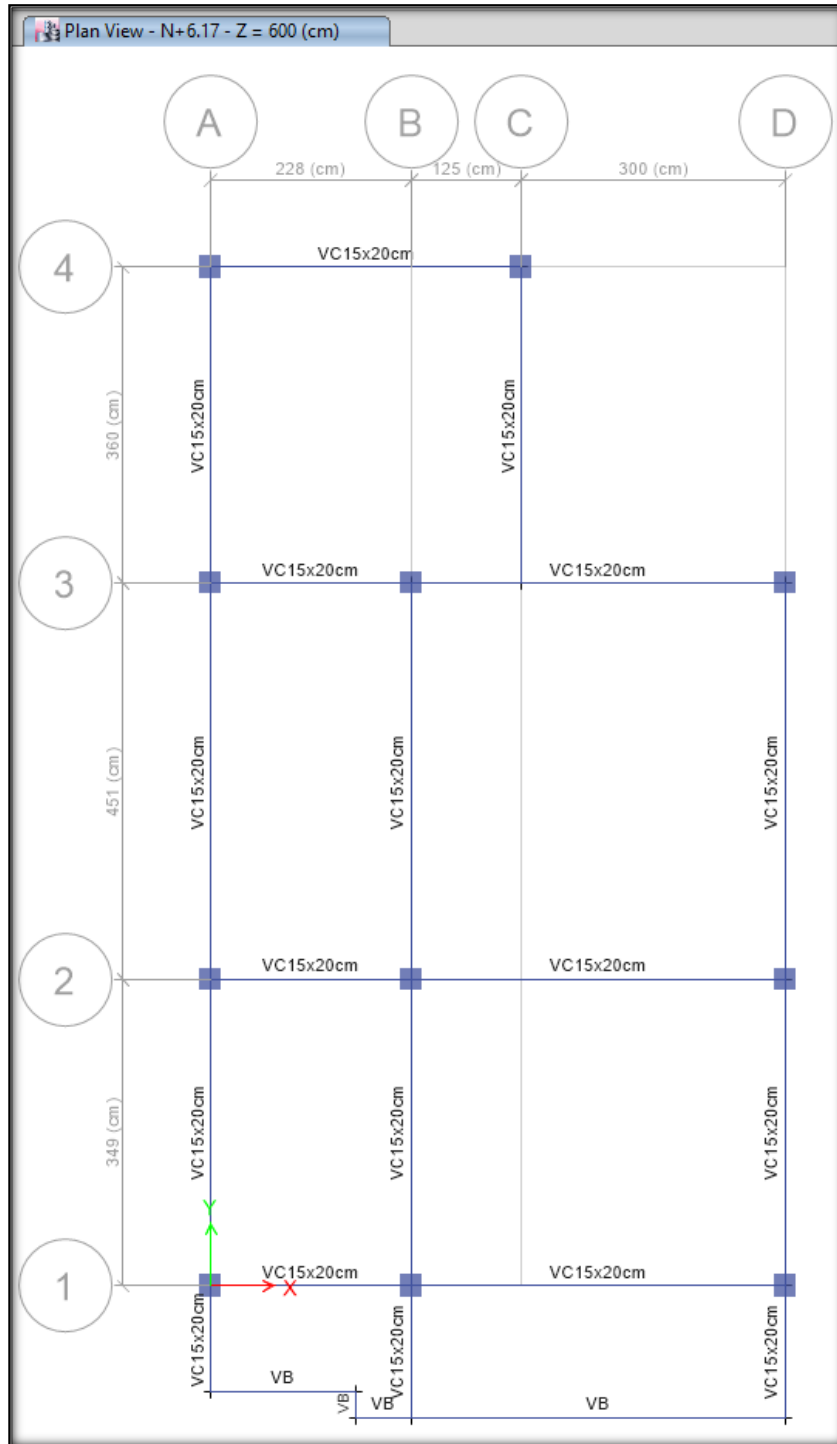 Plan View - N+6.17 - Z = 600 (cm)
A B C D
228 (cm) 125 (cm) 300 (cm)
4
VC15x20cm
360 (cm)
VC15x20cm
VC15x20cm
3
VC15x20cm
VC15x20cm
451 (cm)
VC15x20cm
VC15x20cm
VC15x20cm
2
VC15x20cm
VC15x20cm
349 (cm)
VC15x20cm
VC15x20cm
VC15x20cm
Y
1
VC15x20cm
VC15x20cm
X
VC15x20cm
VC15x20cm
VC15x20cm
VB
VB
VB
VB